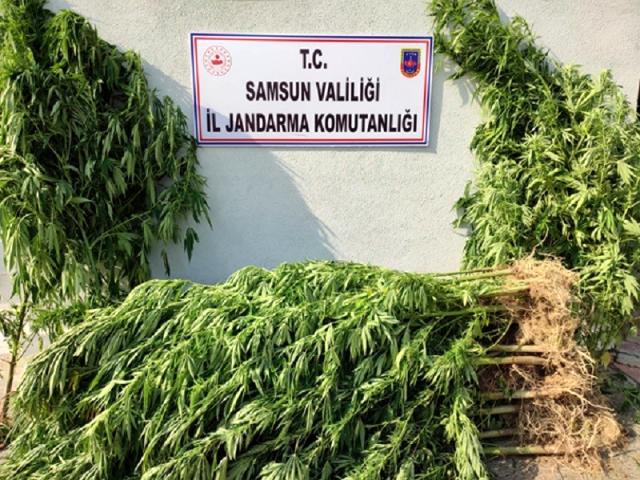 T.C.
SAMSUN VALİLİĞİ
İL JANDARMA KOMUTANLIĞI